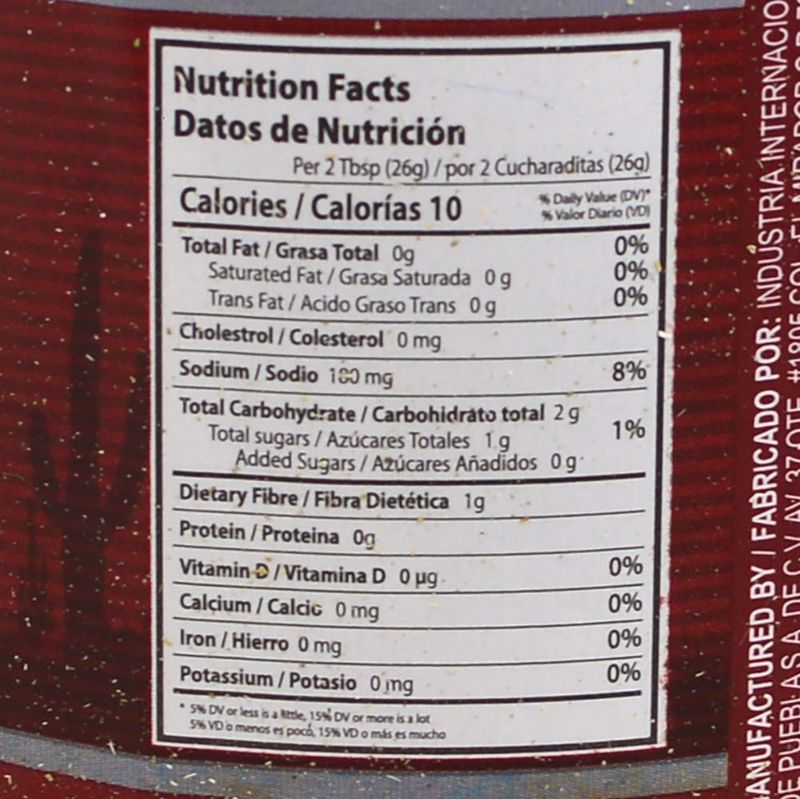 Nutrition Facts
Datos de Nutrición
Per 2 Tbsp (26g) / por 2 Cucharaditas (26g)
Calories / Calorías 10
% Daily Value (DV)*
% Valor Diario (VD)
Total Fat / Grasa Total 0g 0%
Saturated Fat / Grasa Saturada 0 g 0%
Trans Fat / Acido Graso Trans 0 g 0%
Cholestrol / Colesterol 0 mg
Sodium / Sodio 180 mg 8%
Total Carbohydrate / Carbohidrato total 2 g 1%
Total sugars / Azúcares Totales 1 g
Added Sugars / Azúcares Añadidos 0 g
Dietary Fibre / Fibra Dietética 1g
Protein / Proteina 0g
Vitamin D / Vitamina D 0 µg 0%
Calcium / Calcio 0 mg 0%
Iron / Hierro 0 mg 0%
Potassium / Potasio 0 mg 0%
* 5% DV or less is a little, 15% DV or more is a lot
5% VD o menos es poco, 15% VD o más es mucho
ANUFACTURED BY / FABRICADO POR: INDUSTRIA INTERNACIO
DE PUEBLA S.A. DE C.V. AV. 37 OTE. #1805 COL.